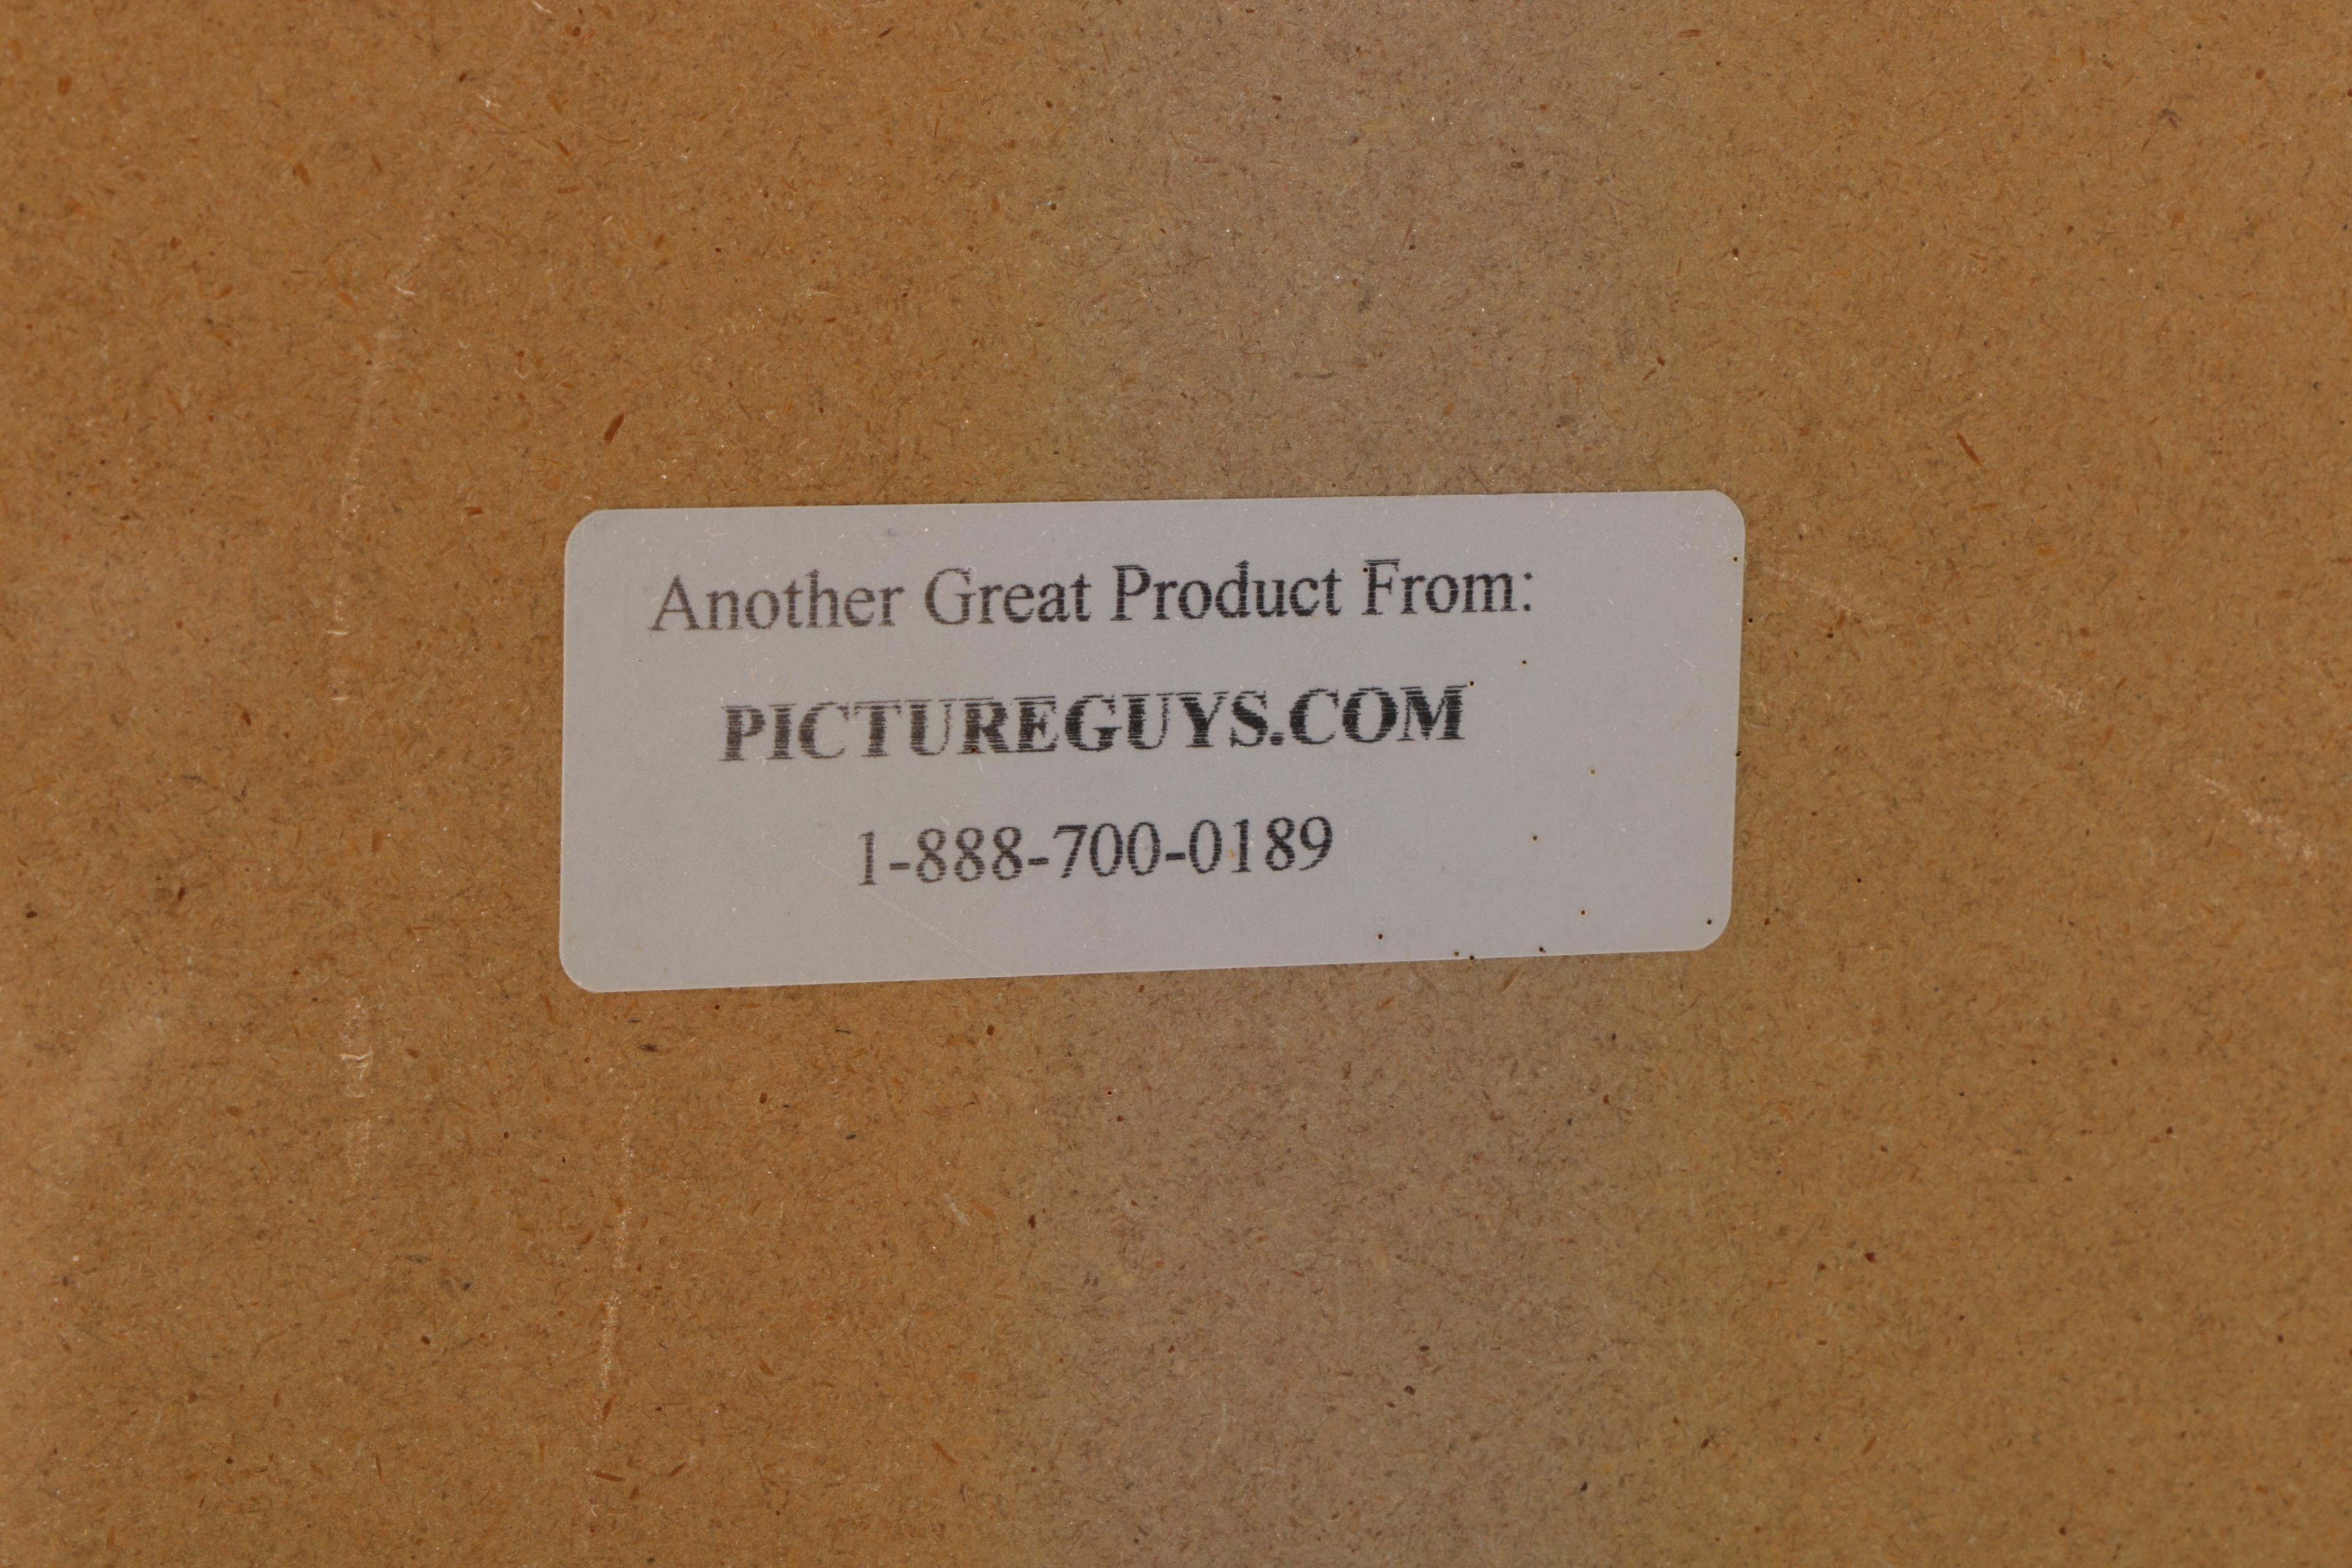 Another Great Product From:
PICTUREGUYS.COM
1-888-700-0189